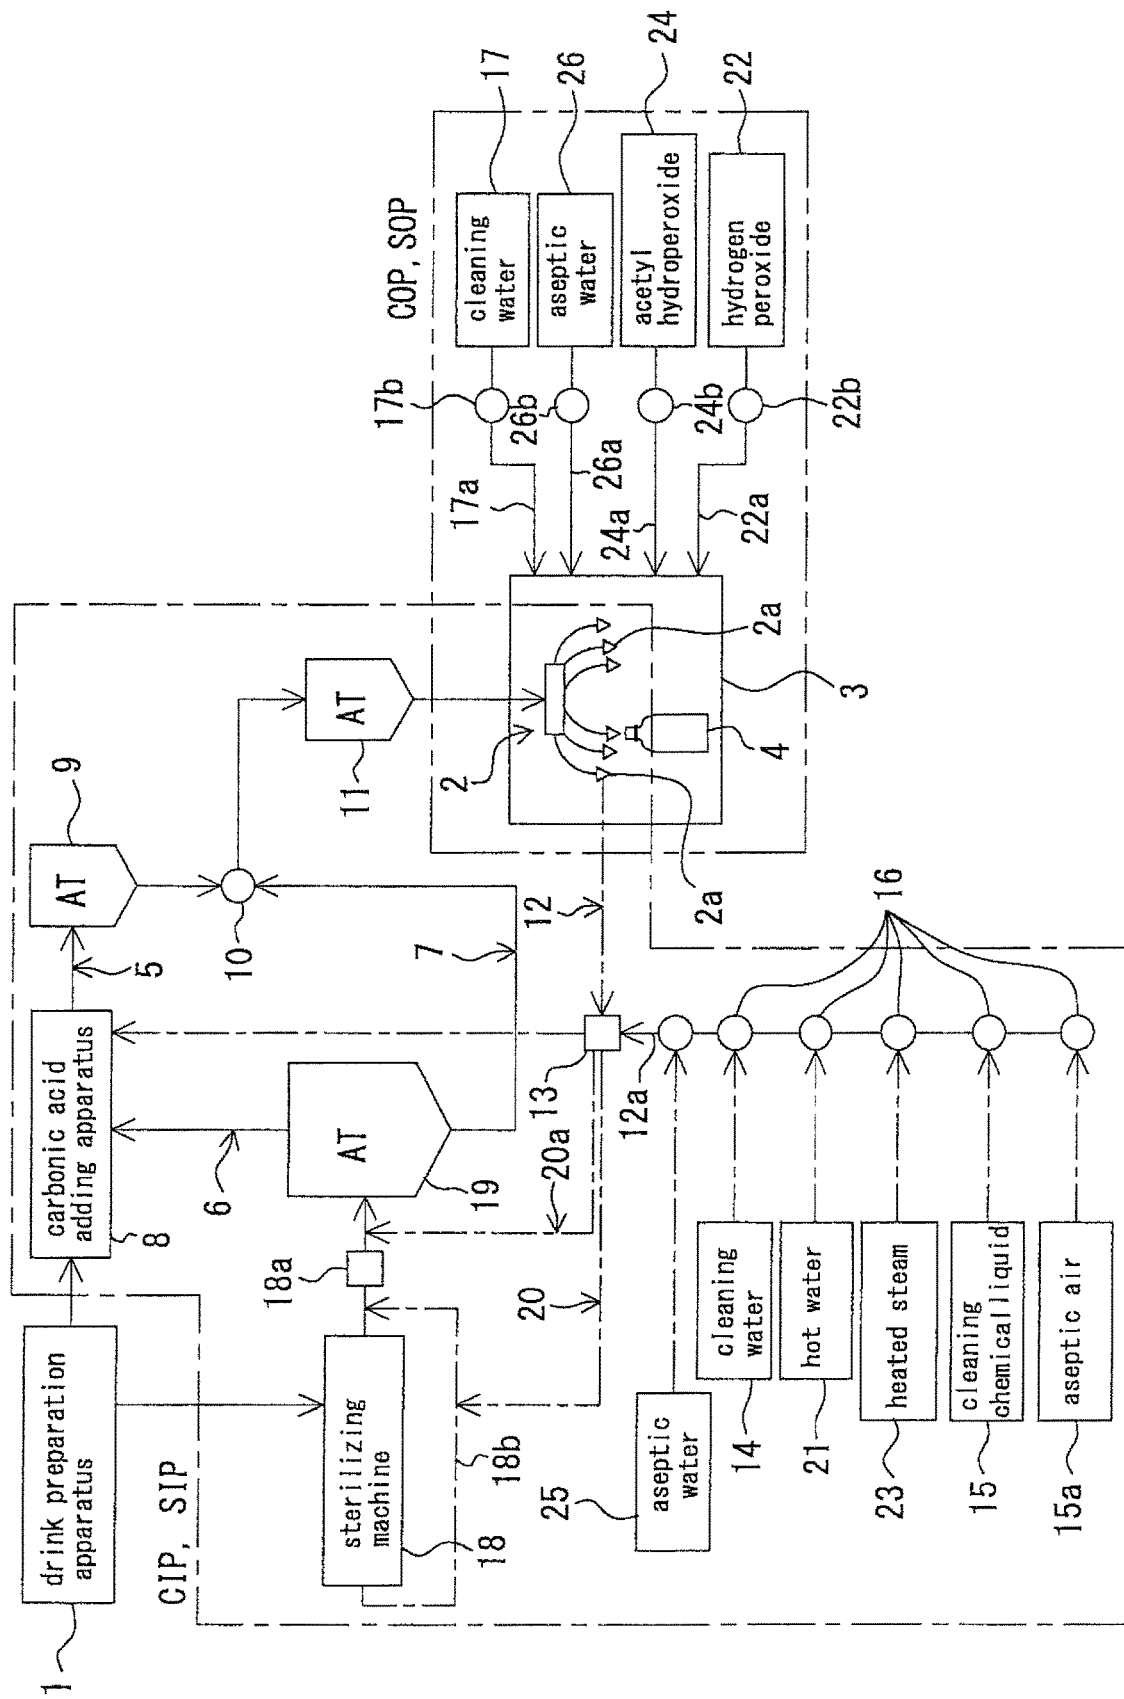 1
drink preparation
apparatus
CIP, SIP
carbonic acid
adding apparatus
8
5
AT
9
10
6
7
AT
19
18a
sterilizing
machine
18
18b
20
20a
13
12
12a
AT
11
2
2a
2a
3
4
COP, SOP
cleaning
water
17
17b
17a
aseptic
water
26
26b
26a
acetyl
hydroperoxide
24
24b
24a
hydrogen
peroxide
22
22b
22a
16
aseptic
water
25
cleaning
water
14
hot water
21
heated steam
23
cleaning
chemical liquid
15
aseptic air
15a